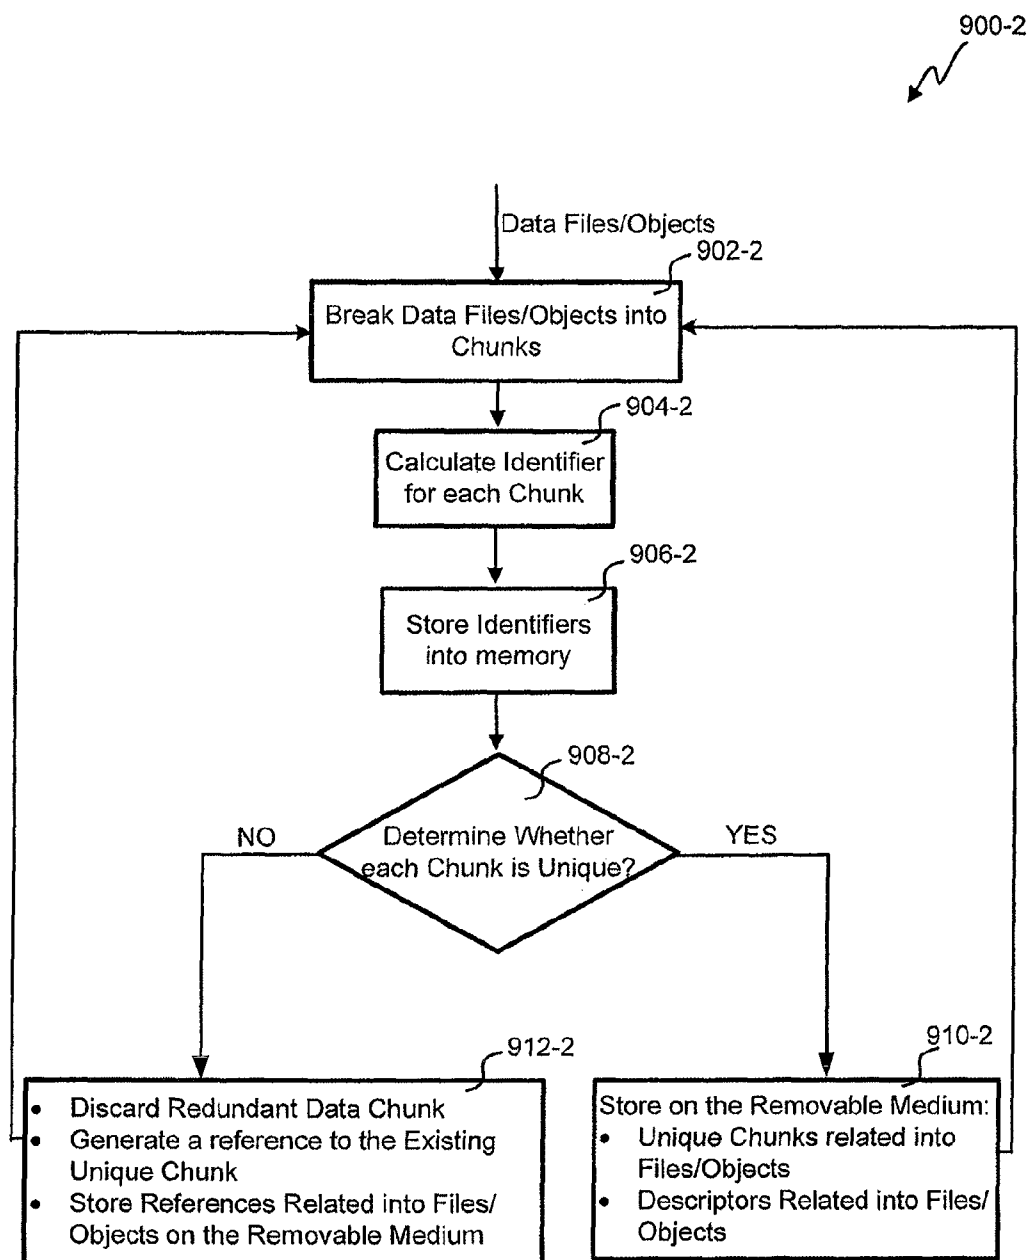 900-2
Data Files/Objects
902-2
Break Data Files/Objects into
Chunks
904-2
Calculate Identifier
for each Chunk
906-2
Store Identifiers
into memory
908-2
Determine Whether
each Chunk is Unique?
NO
YES
912-2
• Discard Redundant Data Chunk
• Generate a reference to the Existing
Unique Chunk
• Store References Related into Files/
Objects on the Removable Medium
910-2
Store on the Removable Medium:
• Unique Chunks related into
Files/Objects
• Descriptors Related into Files/
Objects